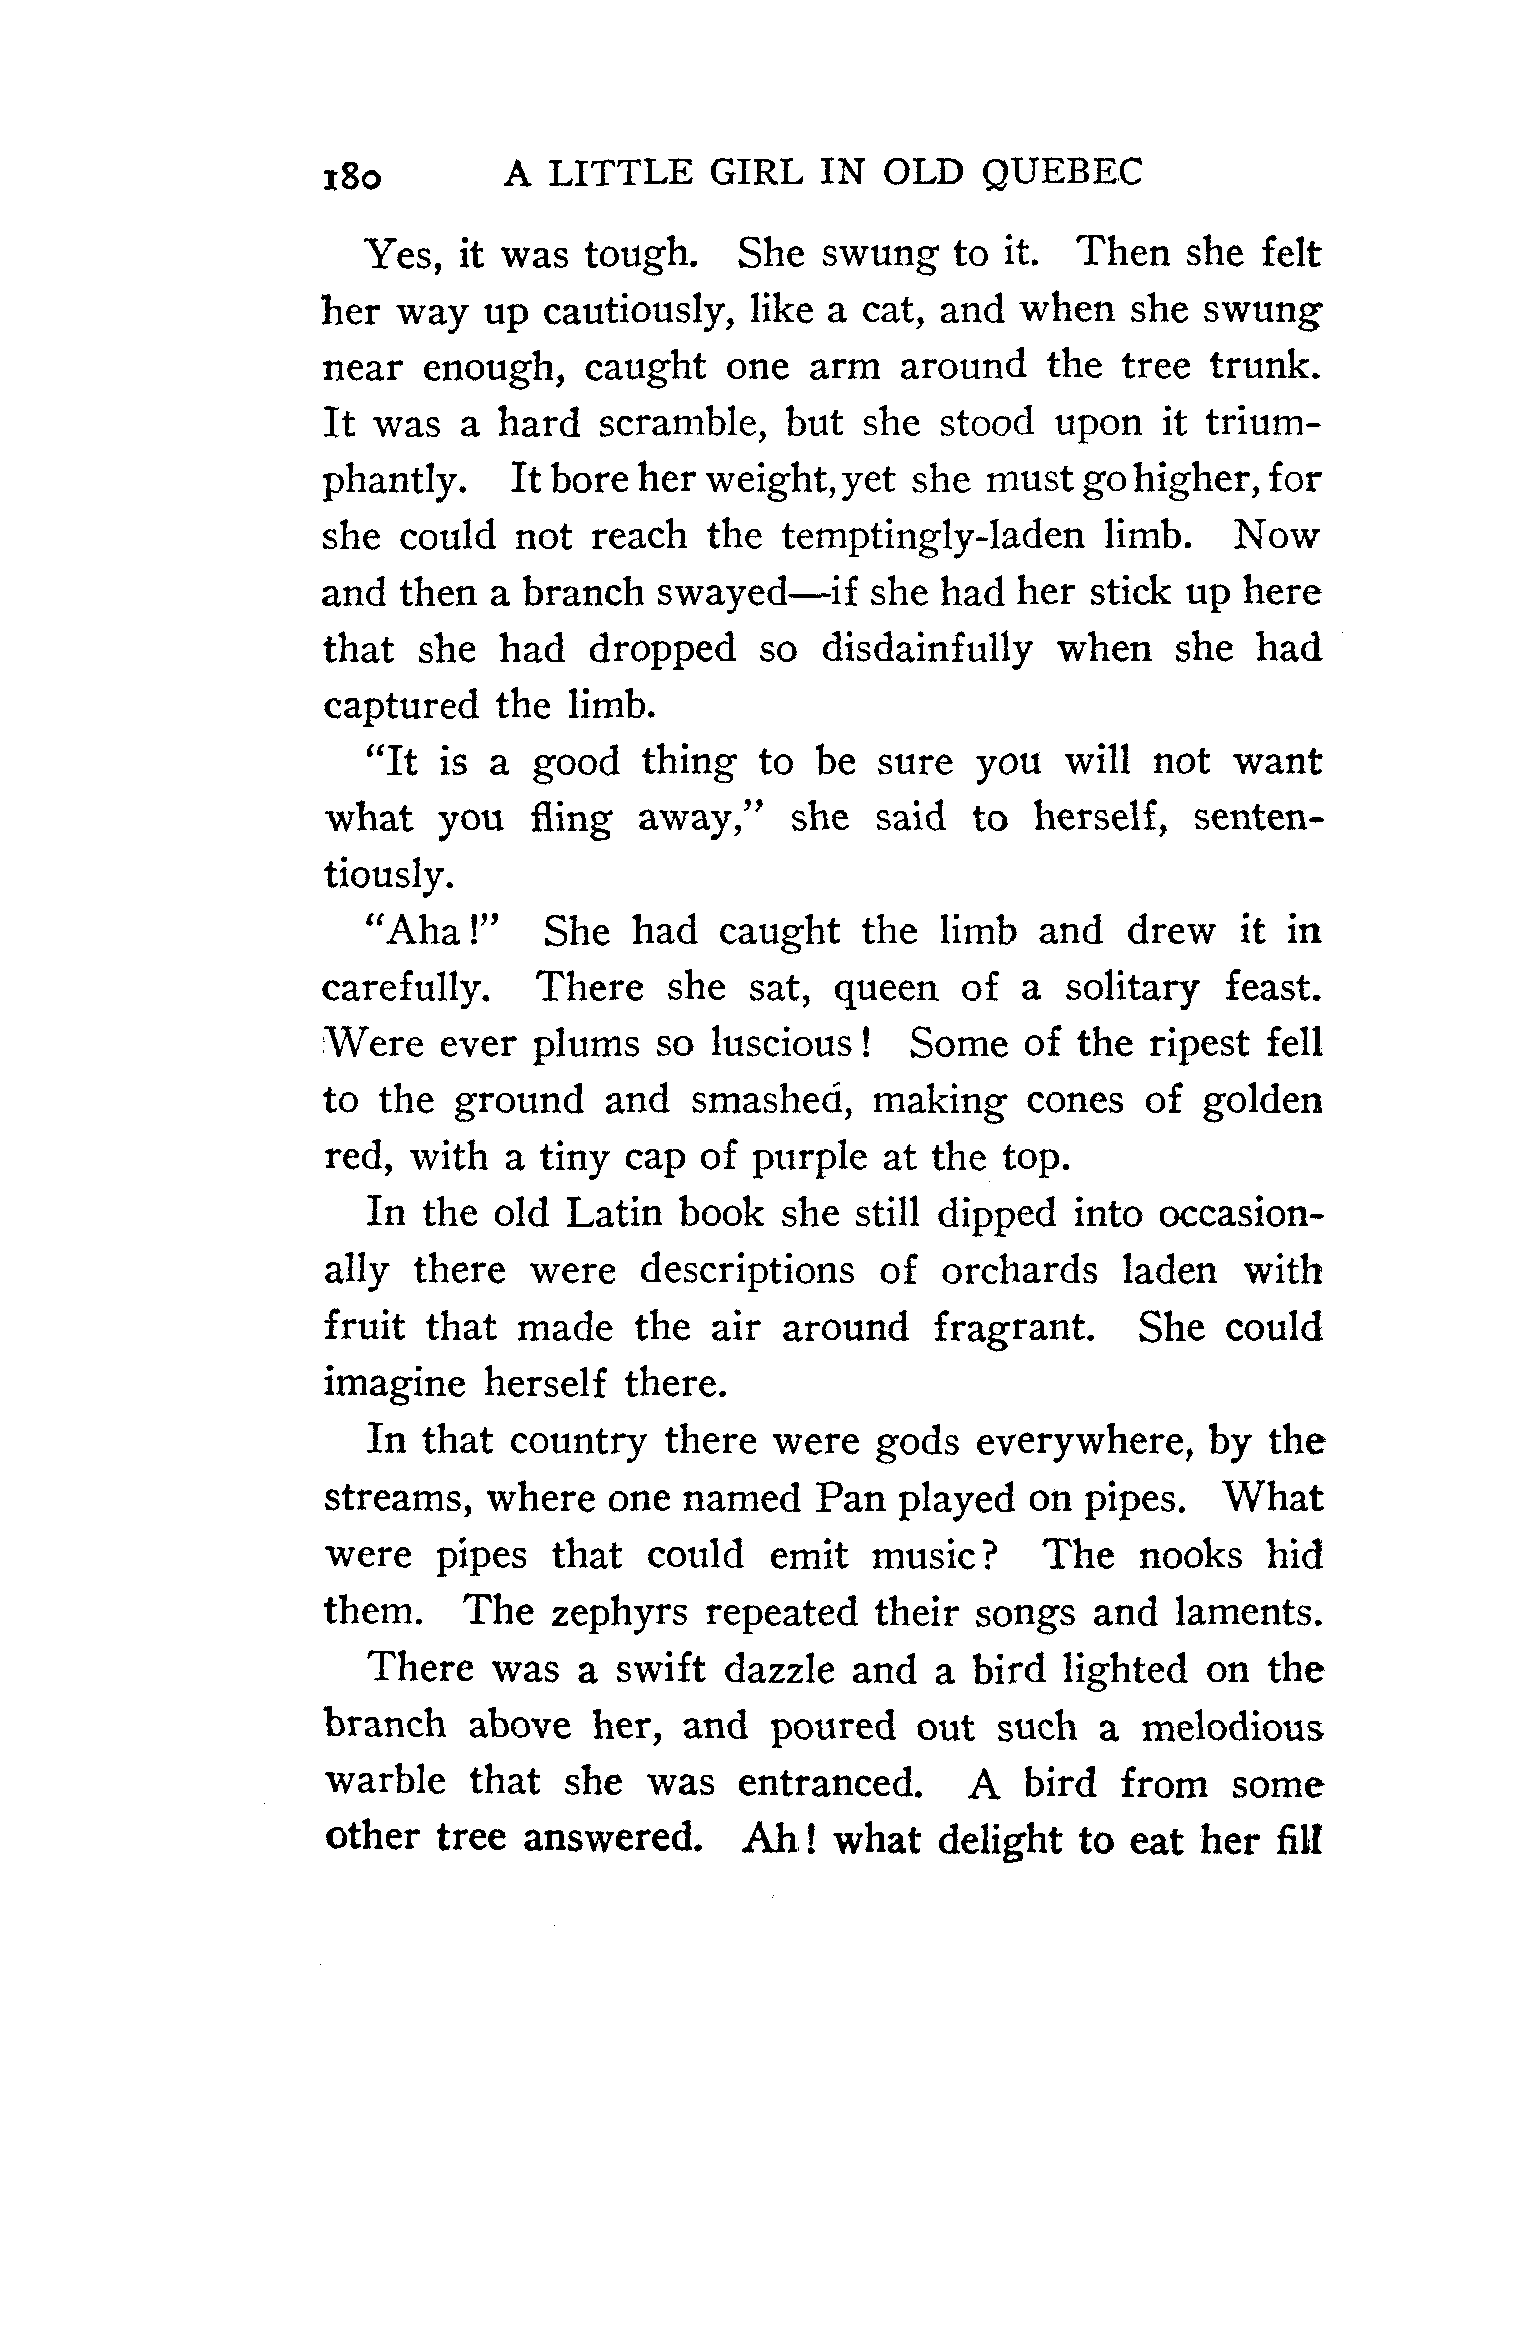 180 A LITTLE GIRL IN OLD QUEBEC
Yes, it was tough. She swung to it. Then she felt
her way up cautiously, like a cat, and when she swung
near enough, caught one arm around the tree trunk.
It was a hard scramble, but she stood upon it trium-
phantly. It bore her weight, yet she must go higher, for
she could not reach the temptingly-laden limb. Now
and then a branch swayed—if she had her stick up here
that she had dropped so disdainfully when she had
captured the limb.
“It is a good thing to be sure you will not want
what you fling away,” she said to herself, senten-
tiously.
“Aha!” She had caught the limb and drew it in
carefully. There she sat, queen of a solitary feast.
Were ever plums so luscious! Some of the ripest fell
to the ground and smashed, making cones of golden
red, with a tiny cap of purple at the top.
In the old Latin book she still dipped into occasion-
ally there were descriptions of orchards laden with
fruit that made the air around fragrant. She could
imagine herself there.
In that country there were gods everywhere, by the
streams, where one named Pan played on pipes. What
were pipes that could emit music? The nooks hid
them. The zephyrs repeated their songs and laments.
There was a swift dazzle and a bird lighted on the
branch above her, and poured out such a melodious
warble that she was entranced. A bird from some
other tree answered. Ah! what delight to eat her fill